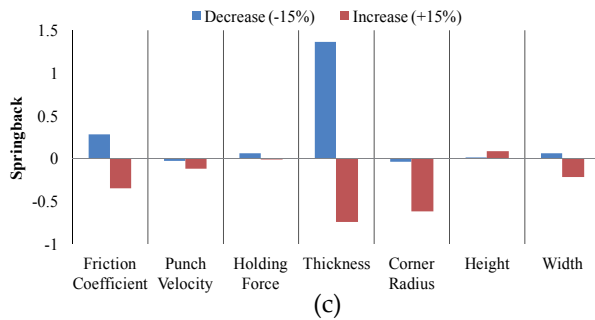 Decrease (-15%) Increase (+15%)
1.5
1
0.5
0
-0.5
-1
Springback
Friction Coefficient
Punch Velocity
Holding Force
Thickness
Corner Radius
Height
Width
(c)